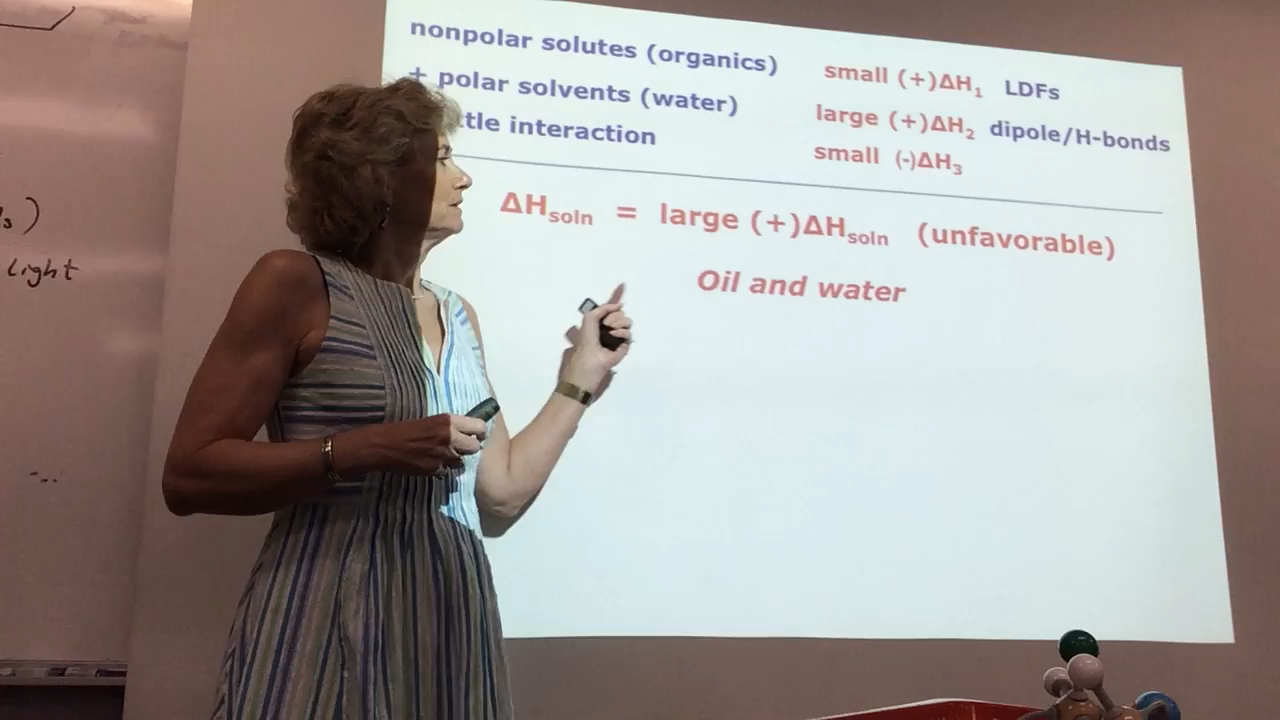 nonpolar solutes (organics) small (+)ΔH₁ LDFs
+ polar solvents (water) large (+)ΔH₂ dipole/H-bonds
interaction small (-)ΔH₃
ΔHsoln = large (+)ΔHsoln (unfavorable)
Oil and water
)
light